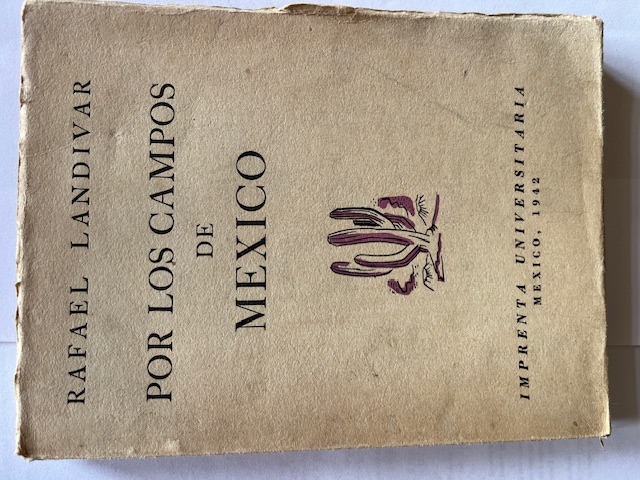 RAFAEL LANDIVAR
POR LOS CAMPOS
DE
MEXICO
IMPRENTA UNIVERSITARIA
MEXICO, 1942